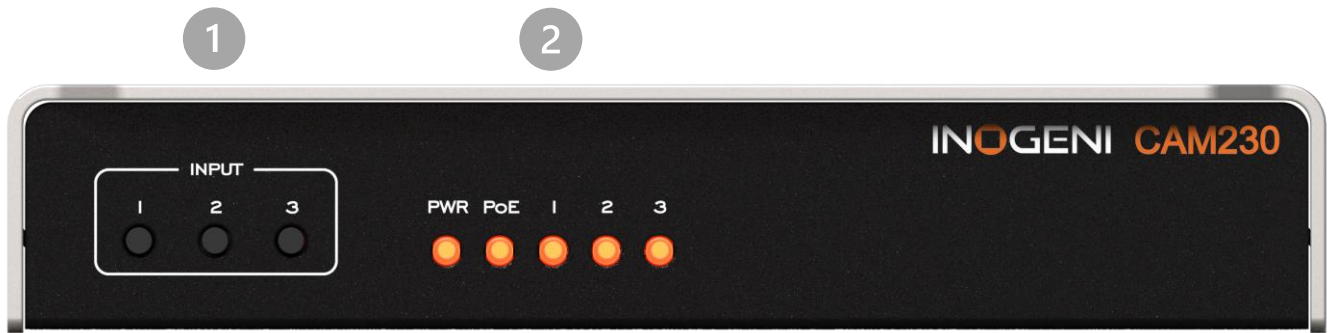 1 2
INOGENI CAM230
INPUT
1 2 3
PWR PoE 1 2 3